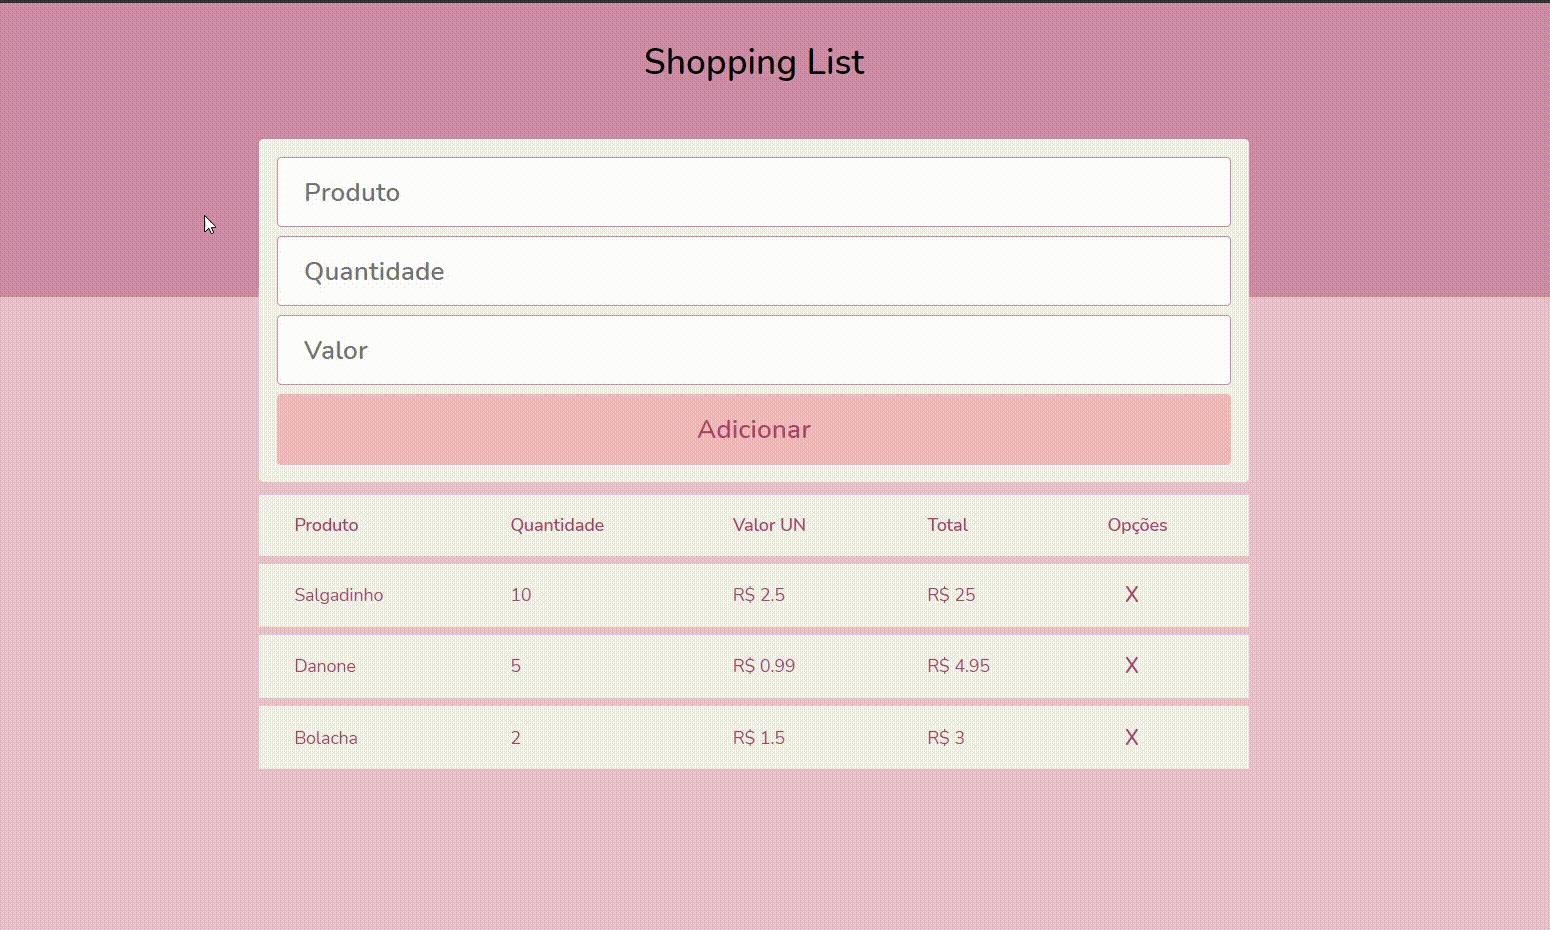 Shopping List
Produto
Quantidade
Valor
Adicionar
Produto Quantidade Valor UN Total Opções
Salgadinho 10 R$ 2.5 R$ 25 X
Danone 5 R$ 0.99 R$ 4.95 X
Bolacha 2 R$ 1.5 R$ 3 X